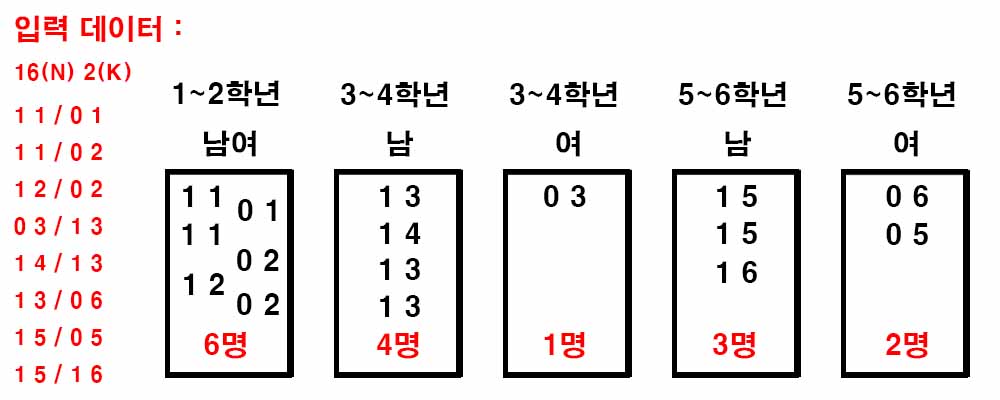 입력 데이터 :
16(N) 2(K)
1 1 / 0 1
1 1 / 0 2
1 2 / 0 2
0 3 / 1 3
1 4 / 1 3
1 3 / 0 6
1 5 / 0 5
1 5 / 1 6
1~2학년
남여
1 1
0 1
1 1
0 2
1 2
0 2
6명
3~4학년
남
1 3
1 4
1 3
1 3
4명
3~4학년
여
0 3
1명
5~6학년
남
1 5
1 5
1 6
3명
5~6학년
여
0 6
0 5
2명